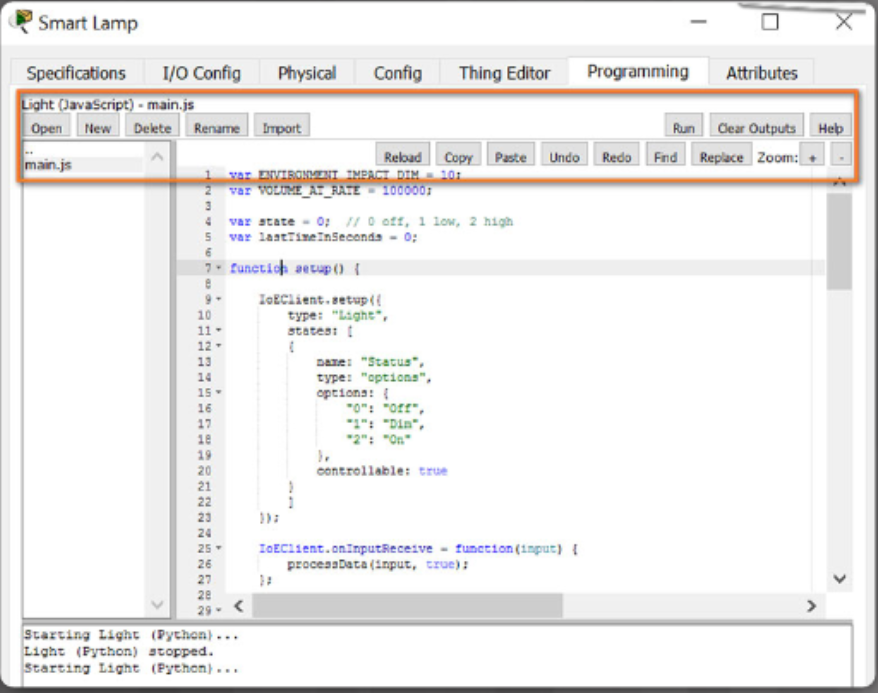 Smart Lamp
Specifications I/O Config Physical Config Thing Editor Programming Attributes
Light (JavaScript) - main.js
Open New Delete Rename Import Run Clear Outputs Help
..
main.js
Reload Copy Paste Undo Redo Find Replace Zoom: + -
1 var ENVIRONMENT_IMPACT_DIM = 10;
2 var VOLUME_AT_RATE = 100000;
3
4 var state = 0; // 0 off, 1 low, 2 high
5 var lastTimeInSeconds = 0;
6
7 function setup() {
8
9 IoEClient.setup({
10 type: "Light",
11 states: [
12 {
13 name: "Status",
14 type: "options",
15 options: {
16 "0": "Off",
17 "1": "Dim",
18 "2": "On"
19 },
20 controllable: true
21 }
22 ]
23 });
24
25 IoEClient.onInputReceive = function(input) {
26 processData(input, true);
27 };
28
29
Starting Light (Python)...
Light (Python) stopped.
Starting Light (Python)...